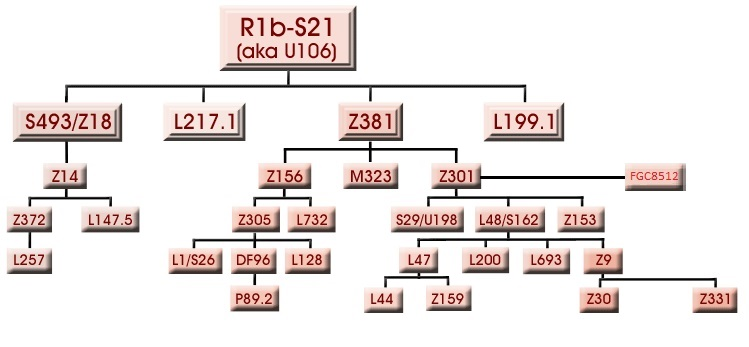 R1b-S21
(aka U106)
S493/Z18
L217.1
Z381
L199.1
Z14
Z156
M323
Z301
FGC8512
Z372
L147.5
Z305
L732
S29/U198
L48/S162
Z153
L257
L1/S26
DF96
L128
L47
L200
L693
Z9
P89.2
L44
Z159
Z30
Z331